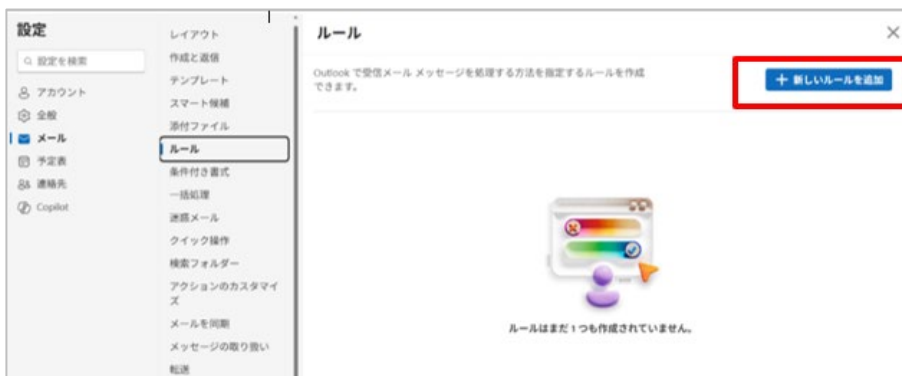 設定
設定を検索
アカウント
全般
メール
予定表
連絡先
Copilot
レイアウト
作成と返信
テンプレート
スマート候補
添付ファイル
ルール
条件付き書式
一括処理
迷惑メール
クイック操作
検索フォルダー
アクションのカスタマイ
ズ
メールを同期
メッセージの取り扱い
転送
ルール
Outlook で受信メール メッセージを処理する方法を指定するルールを作成
できます。
＋ 新しいルールを追加
ルールはまだ 1 つも作成されていません。